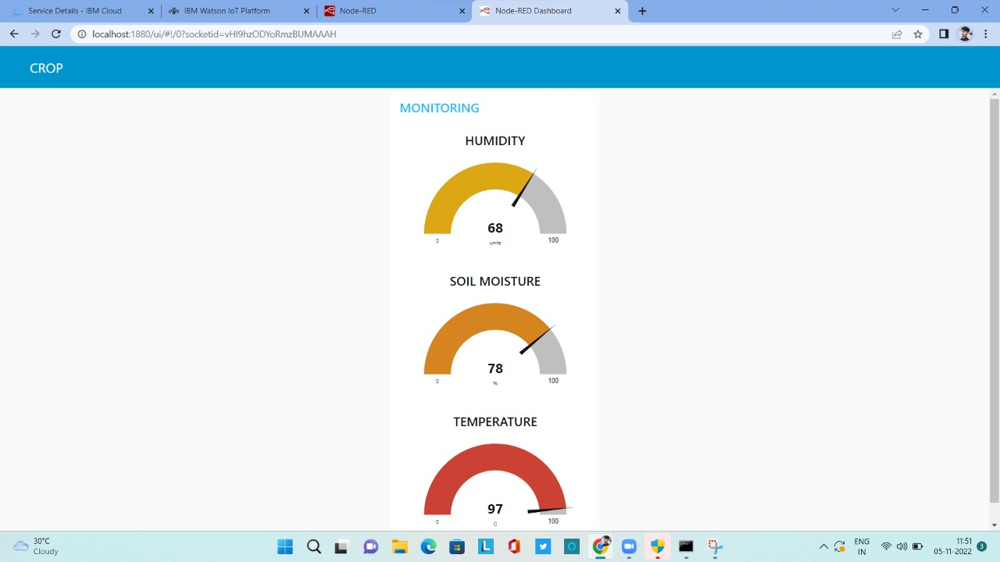 Service Details - IBM Cloud
IBM Watson IoT Platform
Node-RED
Node-RED Dashboard
localhost:1880/ui/#!/0?socketid=vHI9hzODYoRmzBUMAAAH
CROP
MONITORING
HUMIDITY
68
0
units
100
SOIL MOISTURE
78
0
%
100
TEMPERATURE
97
0
C
100
30°C
Cloudy
L
ENG
IN
11:51
05-11-2022
3